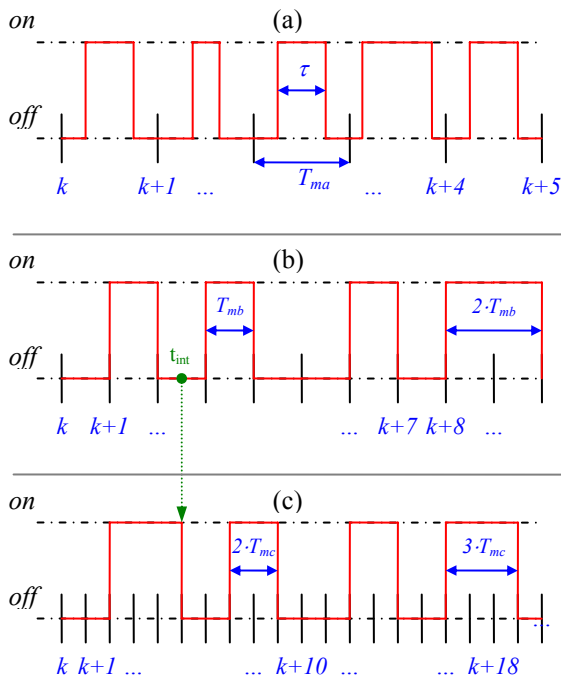 on (a)
τ
off
T_ma
k k+1 ... ... k+4 k+5
on (b)
T_mb 2·T_mb
t_int
off
k k+1 ... ... k+7 k+8 ...
on (c)
2·T_mc 3·T_mc
off
...
k k+1 ... ... k+10 ... ... k+18